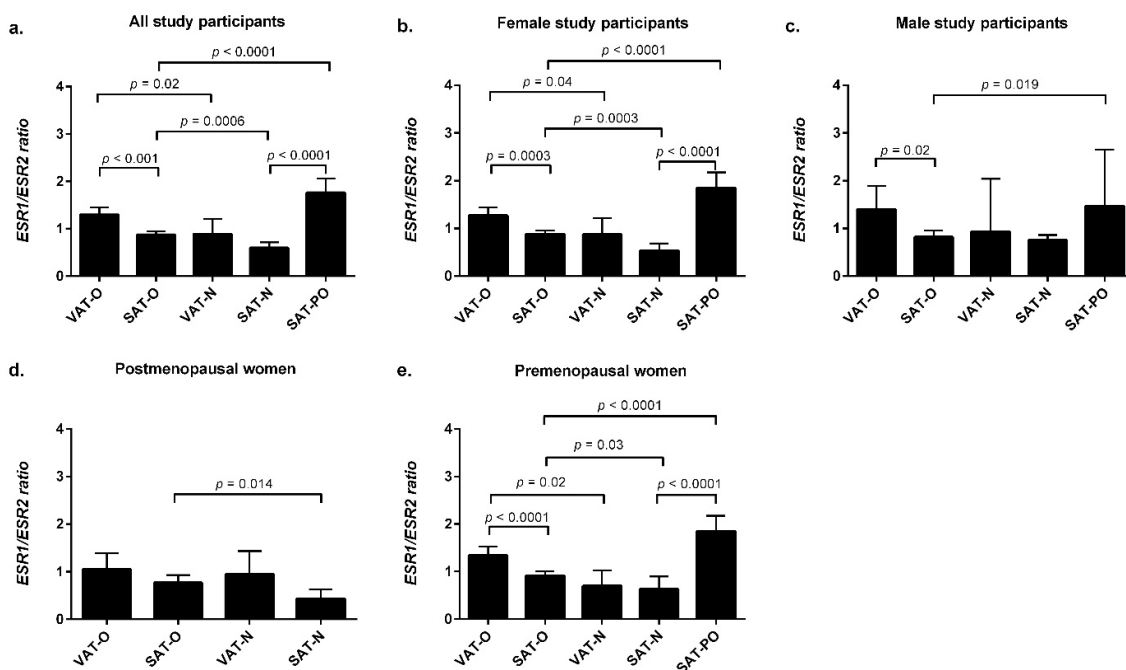 a.
All study participants
p < 0.0001
p = 0.02
p = 0.0006
p < 0.001
p <0.0001
ESR1/ESR2 ratio
4
3
2
1
0
VAT-O
SAT-O
VAT-N
SAT-N
SAT-PO
b.
Female study participants
p < 0.0001
p = 0.04
p = 0.0003
p = 0.0003
p <0.0001
ESR1/ESR2 ratio
4
3
2
1
0
VAT-O
SAT-O
VAT-N
SAT-N
SAT-PO
c.
Male study participants
p = 0.019
p = 0.02
ESR1/ESR2 ratio
4
3
2
1
0
VAT-O
SAT-O
VAT-N
SAT-N
SAT-PO
d.
Postmenopausal women
p = 0.014
ESR1/ESR2 ratio
4
3
2
1
0
VAT-O
SAT-O
VAT-N
SAT-N
e.
Premenopausal women
p < 0.0001
p = 0.03
p = 0.02
p < 0.0001
p <0.0001
ESR1/ESR2 ratio
4
3
2
1
0
VAT-O
SAT-O
VAT-N
SAT-N
SAT-PO